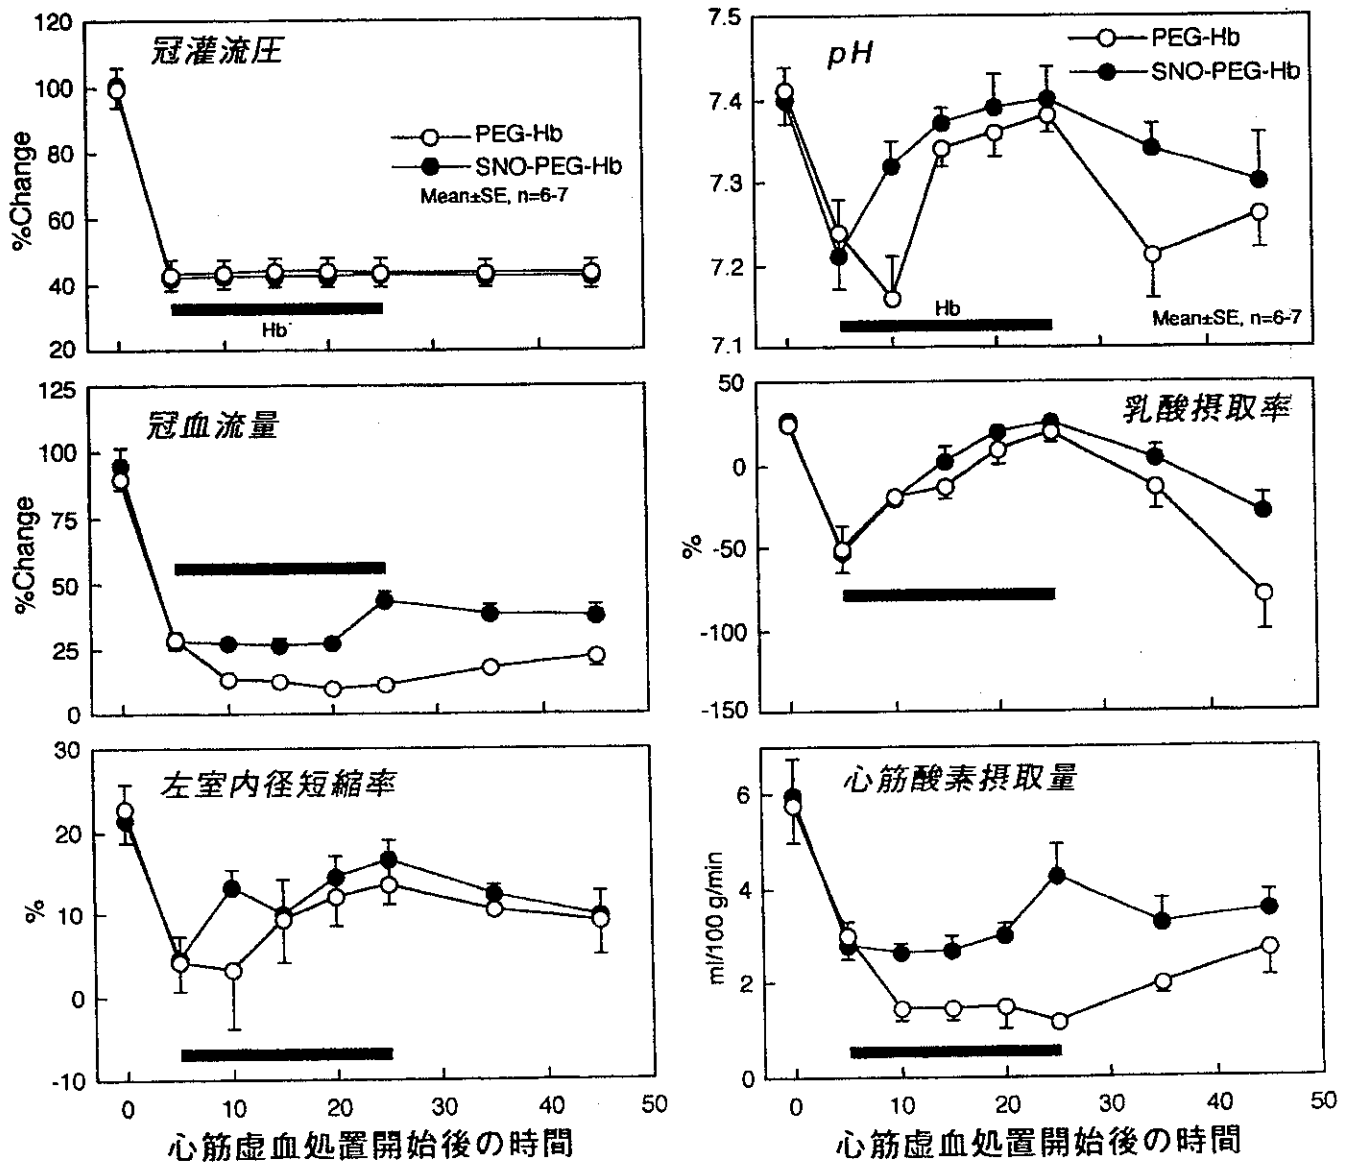 冠灌流圧
120
100
80
60
40
20
%Change
PEG-Hb
SNO-PEG-Hb
Mean±SE, n=6-7
Hb
pH
7.5
7.4
7.3
7.2
7.1
PEG-Hb
SNO-PEG-Hb
Hb
Mean±SE, n=6-7
冠血流量
125
100
75
50
25
0
%Change
乳酸摂取率
50
0
-50
-100
-150
%
左室内径短縮率
30
20
10
0
-10
%
0 10 20 30 40 50
心筋虚血処置開始後の時間
心筋酸素摂取量
6
4
2
0
ml/100 g/min
0 10 20 30 40 50
心筋虚血処置開始後の時間